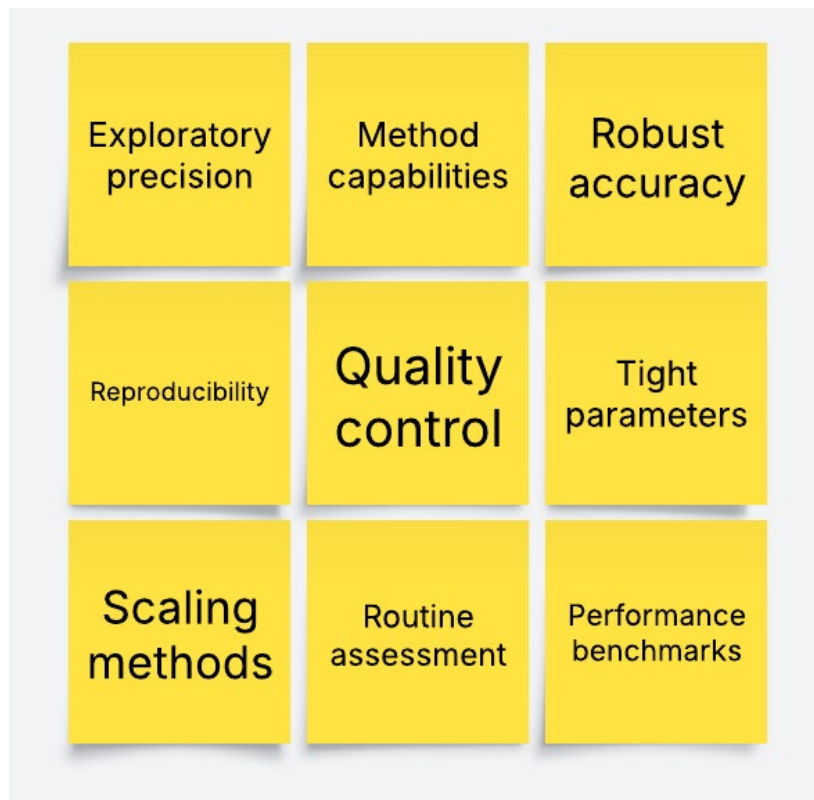 Exploratory
precision
Method
capabilities
Robust
accuracy
Reproducibility
Quality
control
Tight
parameters
Scaling
methods
Routine
assessment
Performance
benchmarks